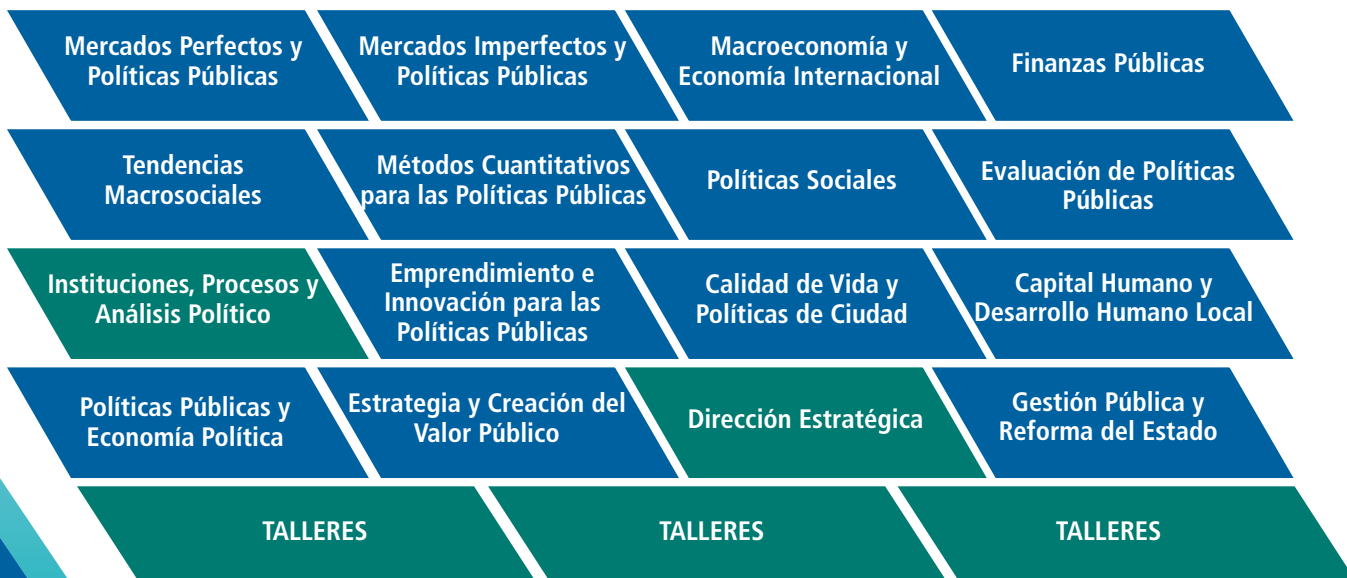 Mercados Perfectos y
Políticas Públicas
Mercados Imperfectos y
Políticas Públicas
Macroeconomía y
Economía Internacional
Finanzas Públicas
Tendencias
Macrosociales
Métodos Cuantitativos
para las Políticas Públicas
Políticas Sociales
Evaluación de Políticas
Públicas
Instituciones, Procesos y
Análisis Político
Emprendimiento e
Innovación para las
Políticas Públicas
Calidad de Vida y
Políticas de Ciudad
Capital Humano y
Desarrollo Humano Local
Políticas Públicas y
Economía Política
Estrategia y Creación del
Valor Público
Dirección Estratégica
Gestión Pública y
Reforma del Estado
TALLERES
TALLERES
TALLERES